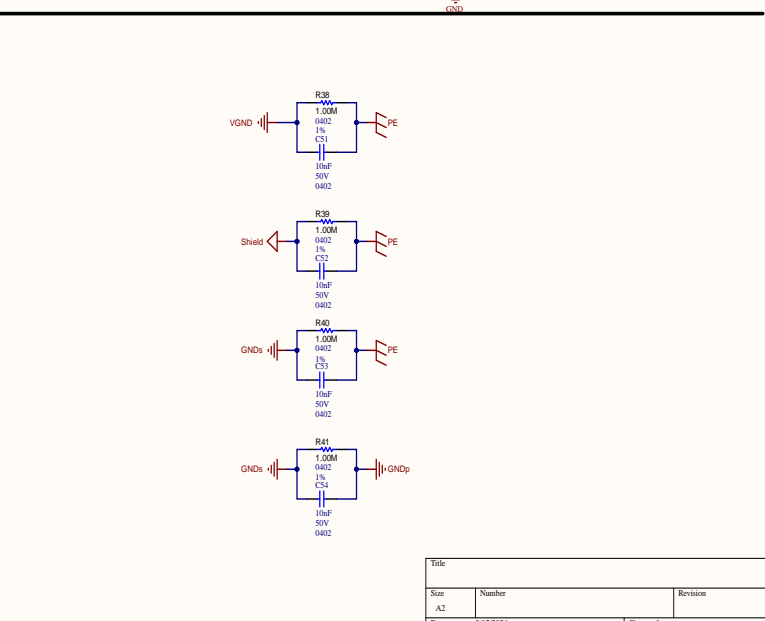 GND
R38
1.00M
VGND
PE
0402
1%
C51
10nF
50V
0402
R39
1.00M
Shield
PE
0402
1%
C52
10nF
50V
0402
R40
1.00M
GNDs
PE
0402
1%
C53
10nF
50V
0402
R41
1.00M
GNDs
GNDp
0402
1%
C54
10nF
50V
0402
Title
Size
Number
Revision
A2